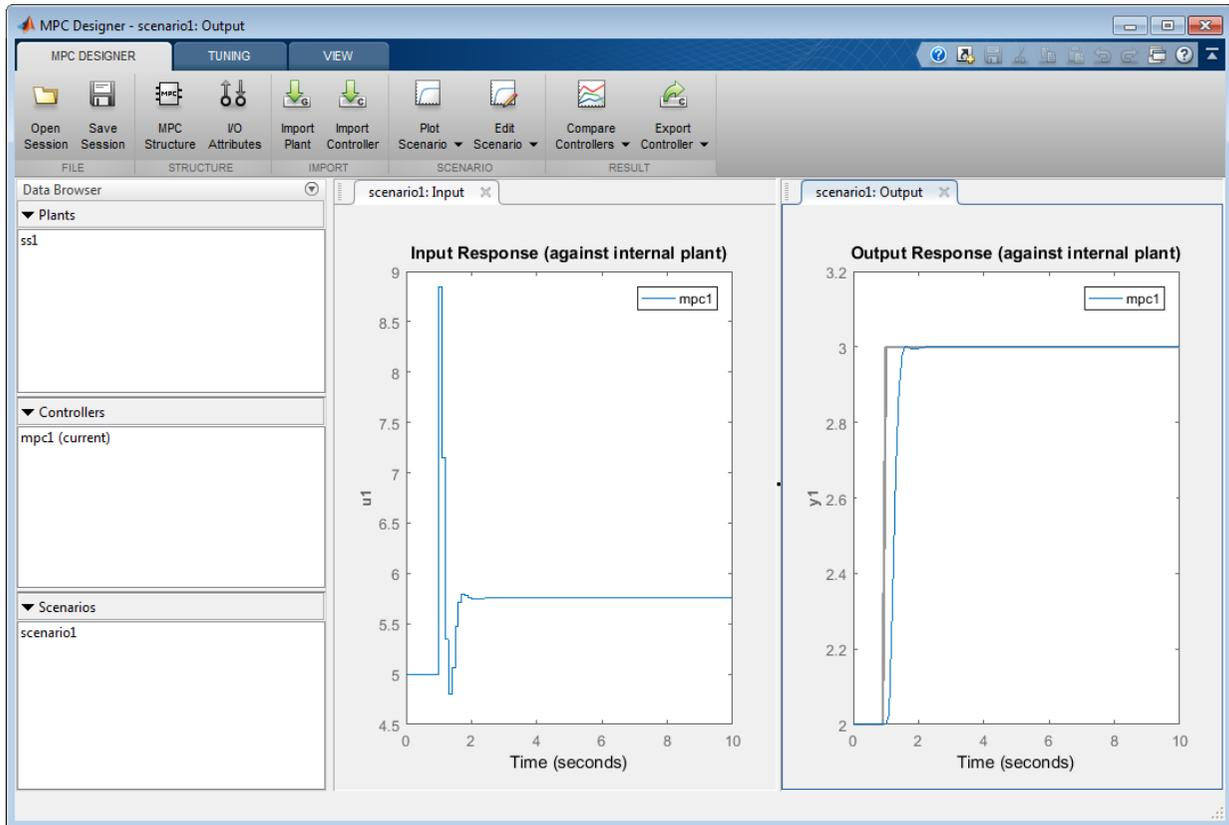 MPC Designer - scenario1: Output
MPC DESIGNER TUNING VIEW
Open Session
Save Session
MPC Structure
I/O Attributes
Import Plant
Import Controller
Plot Scenario
Edit Scenario
Compare Controllers
Export Controller
FILE STRUCTURE IMPORT SCENARIO RESULT
Data Browser
Plants
ss1
Controllers
mpc1 (current)
Scenarios
scenario1
scenario1: Input
Input Response (against internal plant)
mpc1
9
8.5
8
7.5
7
6.5
6
5.5
5
4.5
u1
0 2 4 6 8 10
Time (seconds)
scenario1: Output
Output Response (against internal plant)
mpc1
3.2
3
2.8
2.6
2.4
2.2
2
y1
0 2 4 6 8 10
Time (seconds)